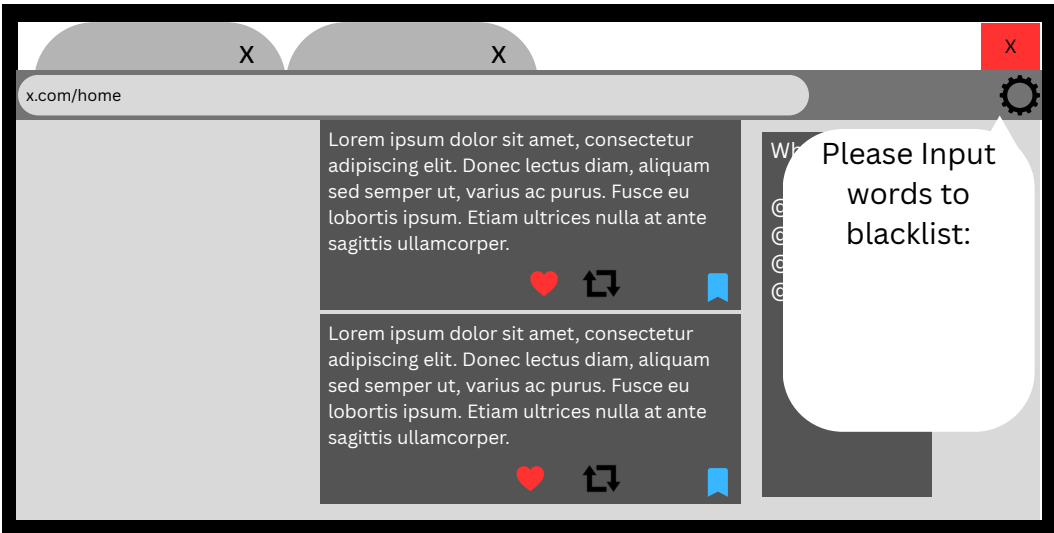 X
X
X
x.com/home
Lorem ipsum dolor sit amet, consectetur
adipiscing elit. Donec lectus diam, aliquam
sed semper ut, varius ac purus. Fusce eu
lobortis ipsum. Etiam ultrices nulla at ante
sagittis ullamcorper.
Lorem ipsum dolor sit amet, consectetur
adipiscing elit. Donec lectus diam, aliquam
sed semper ut, varius ac purus. Fusce eu
lobortis ipsum. Etiam ultrices nulla at ante
sagittis ullamcorper.
@
@
@
@
Please Input
words to
blacklist: